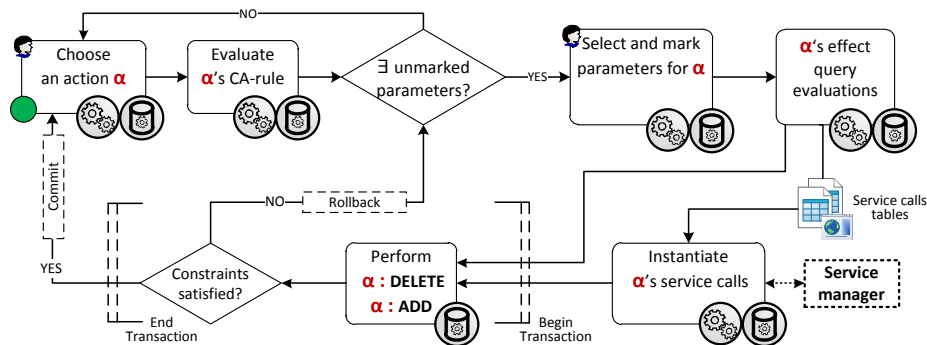 NO
Choose
an action α
Evaluate
α's CA-rule
∃ unmarked
parameters?
YES
Select and mark
parameters for α
α's effect
query
evaluations
Commit
NO
Rollback
Service calls
tables
YES
Constraints
satisfied?
Perform
α : DELETE
α : ADD
Instantiate
α's service calls
Service
manager
End
Transaction
Begin
Transaction